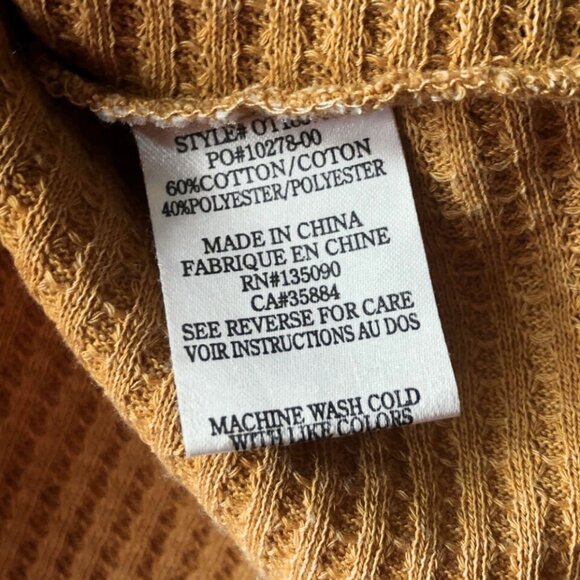 STYLE#
PO#10278-00
60%COTTON/COTON
40%POLYESTER/POLYESTER
MADE IN CHINA
FABRIQUE EN CHINE
RN#135090
CA#35884
SEE REVERSE FOR CARE
VOIR INSTRUCTIONS AU DOS
MACHINE WASH COLD
WITH LIKE COLORS